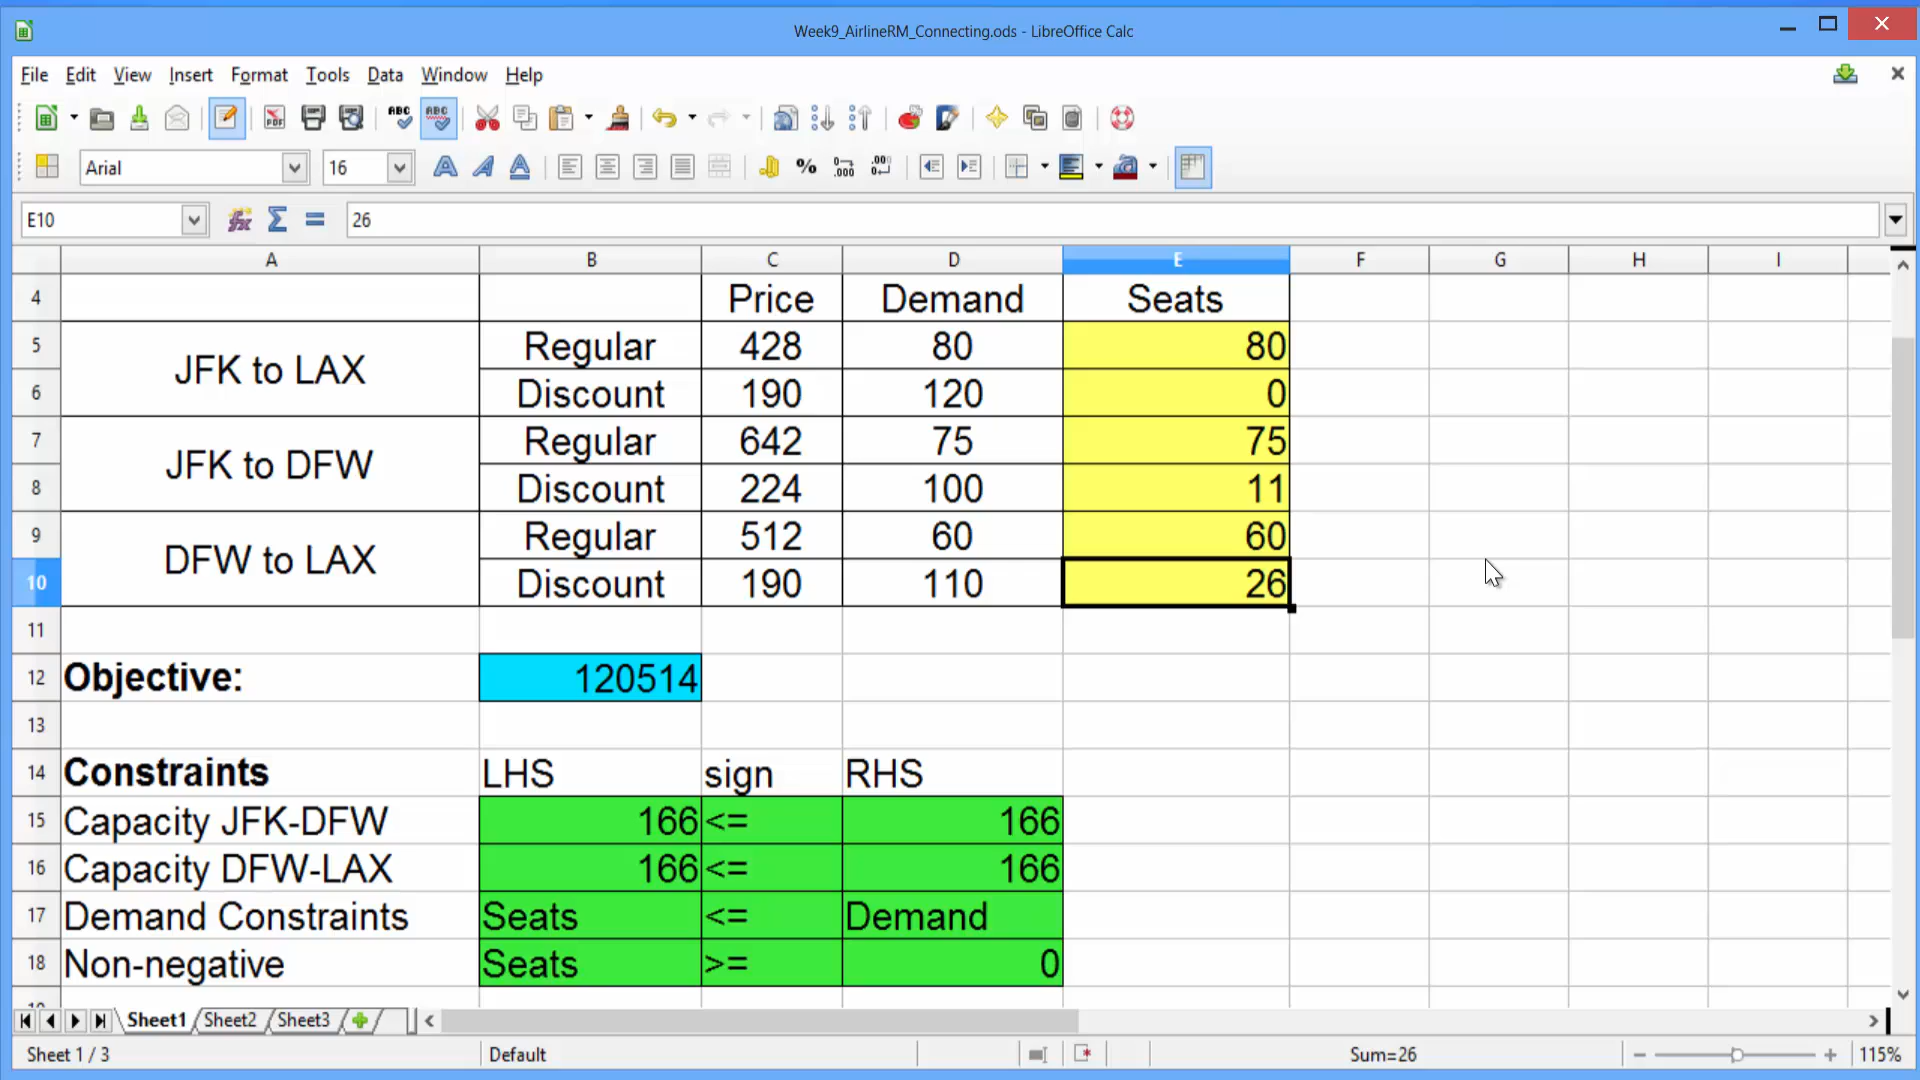 Week9_AirlineRM_Connecting.ods - LibreOffice Calc
File Edit View Insert Format Tools Data Window Help
Arial 16
E10 26
A B C D E F G H I
4 Price Demand Seats
5 JFK to LAX Regular 428 80 80
6 Discount 190 120 0
7 JFK to DFW Regular 642 75 75
8 Discount 224 100 11
9 DFW to LAX Regular 512 60 60
10 Discount 190 110 26
11
12 Objective: 120514
13
14 Constraints LHS sign RHS
15 Capacity JFK-DFW 166 <= 166
16 Capacity DFW-LAX 166 <= 166
17 Demand Constraints Seats <= Demand
18 Non-negative Seats >= 0
Sheet1 Sheet2 Sheet3
Sheet 1 / 3 Default Sum=26 115%